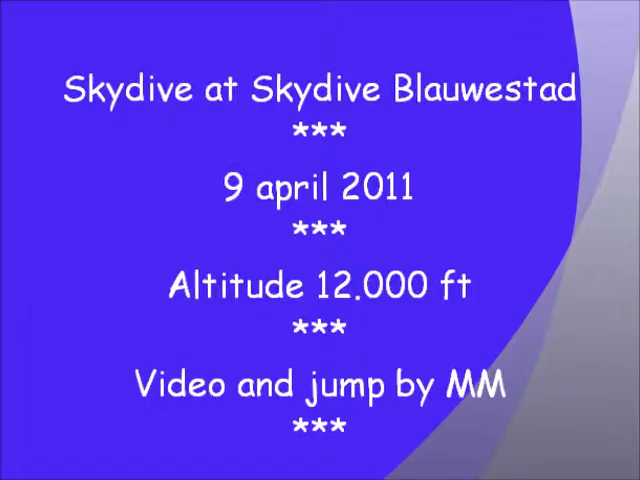 Skydive at Skydive Blauwestad
***
9 april 2011
***
Altitude 12.000 ft
***
Video and jump by MM
***